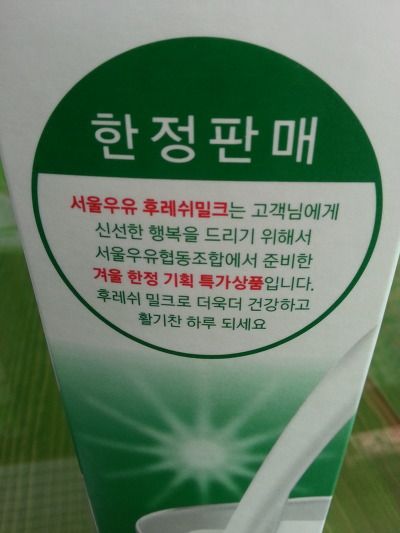 한정판매
서울우유 후레쉬밀크는 고객님에게
신선한 행복을 드리기 위해서
서울우유협동조합에서 준비한
겨울 한정 기획 특가상품입니다.
후레쉬 밀크로 더욱더 건강하고
활기찬 하루 되세요